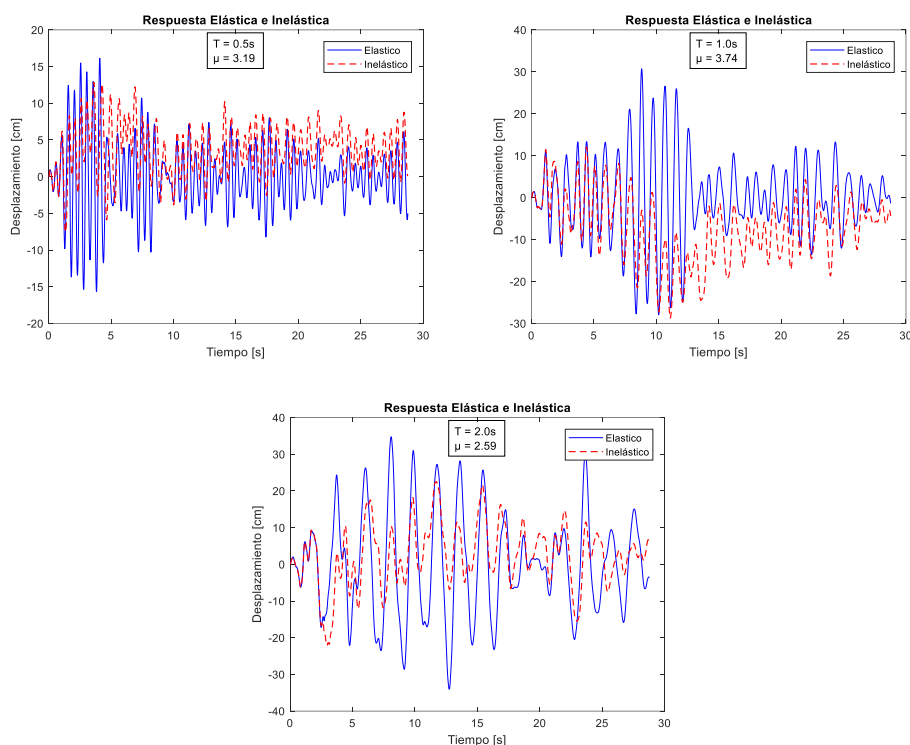 Respuesta Elástica e Inelástica
T = 0.5s
μ = 3.19
Elastico
Inelástico
Desplazamiento [cm]
20
15
10
5
0
-5
-10
-15
-20
0 5 10 15 20 25 30
Tiempo [s]
Respuesta Elástica e Inelástica
T = 1.0s
μ = 3.74
Elastico
Inelástico
Desplazamiento [cm]
40
30
20
10
0
-10
-20
-30
0 5 10 15 20 25 30
Tiempo [s]
Respuesta Elástica e Inelástica
T = 2.0s
μ = 2.59
Elastico
Inelástico
Desplazamiento [cm]
40
30
20
10
0
-10
-20
-30
-40
0 5 10 15 20 25 30
Tiempo [s]